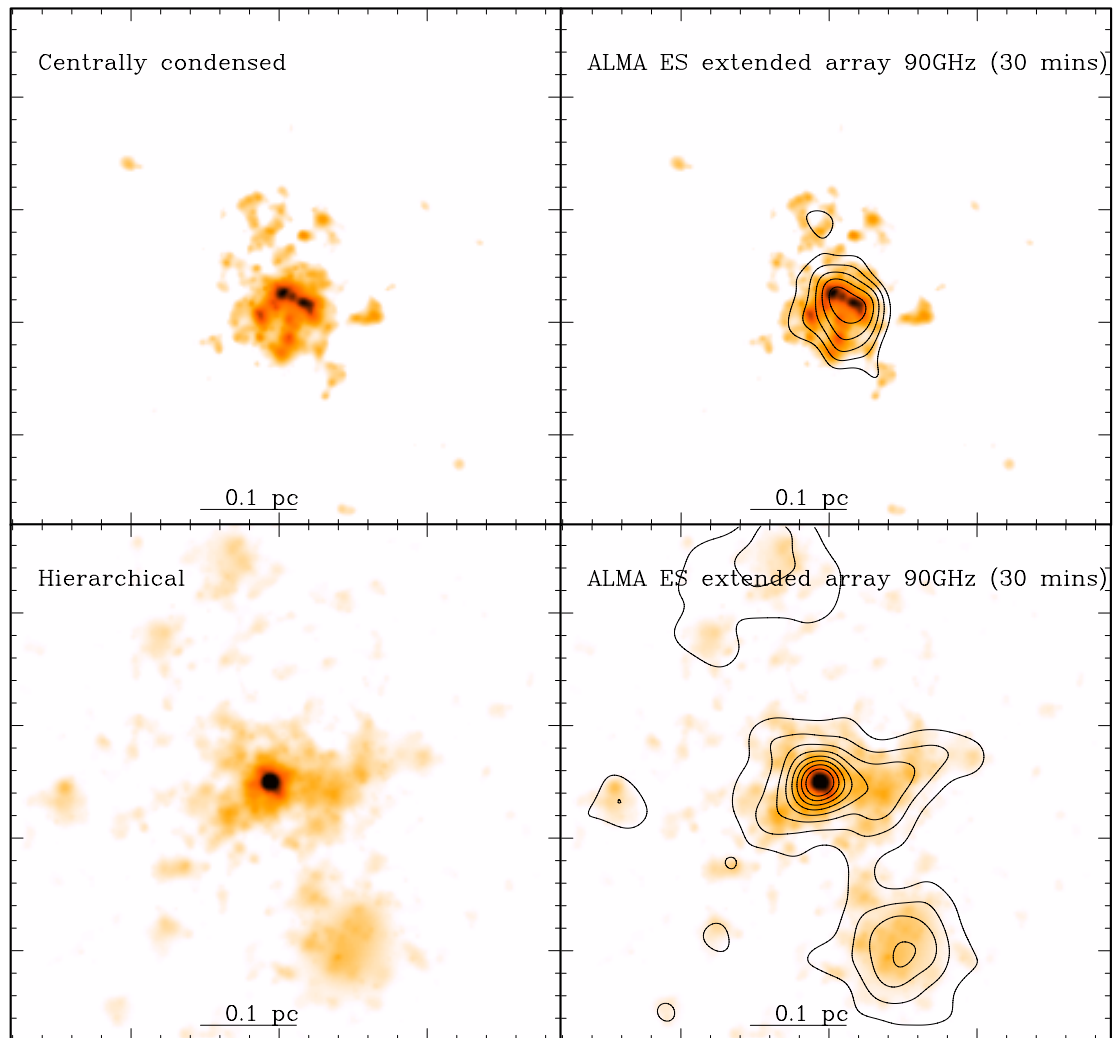 Centrally condensed
ALMA ES extended array 90GHz (30 mins)
0.1 pc
0.1 pc
Hierarchical
ALMA ES extended array 90GHz (30 mins)
0.1 pc
0.1 pc